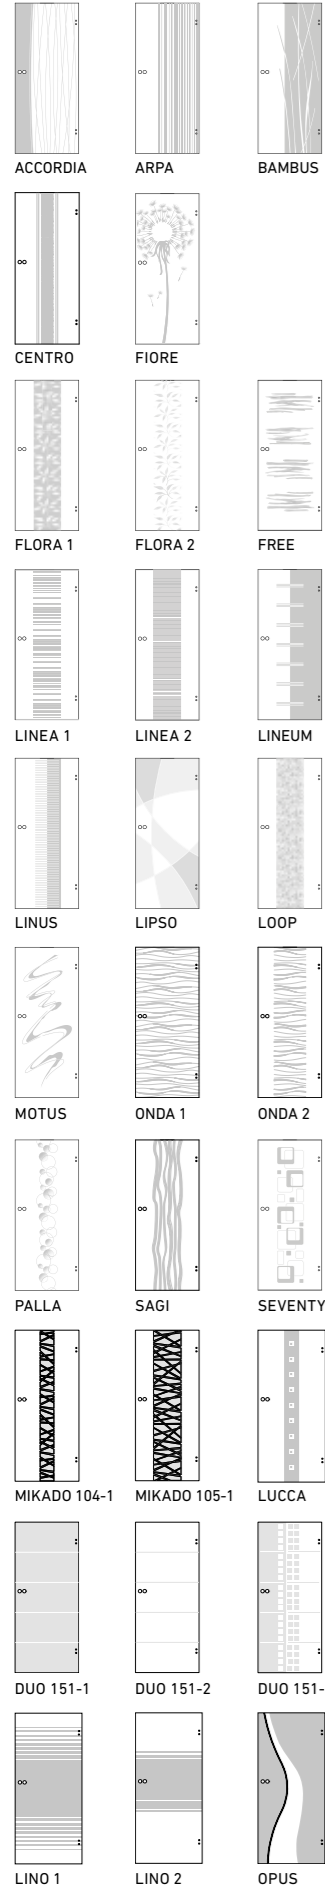 ACCORDIA ARPA BAMBUS
CENTRO FIORE
FLORA 1 FLORA 2 FREE
LINEA 1 LINEA 2 LINEUM
LINUS LIPSO LOOP
MOTUS ONDA 1 ONDA 2
PALLA SAGI SEVENTY
MIKADO 104-1 MIKADO 105-1 LUCCA
DUO 151-1 DUO 151-2 DUO 151-
LINO 1 LINO 2 OPUS